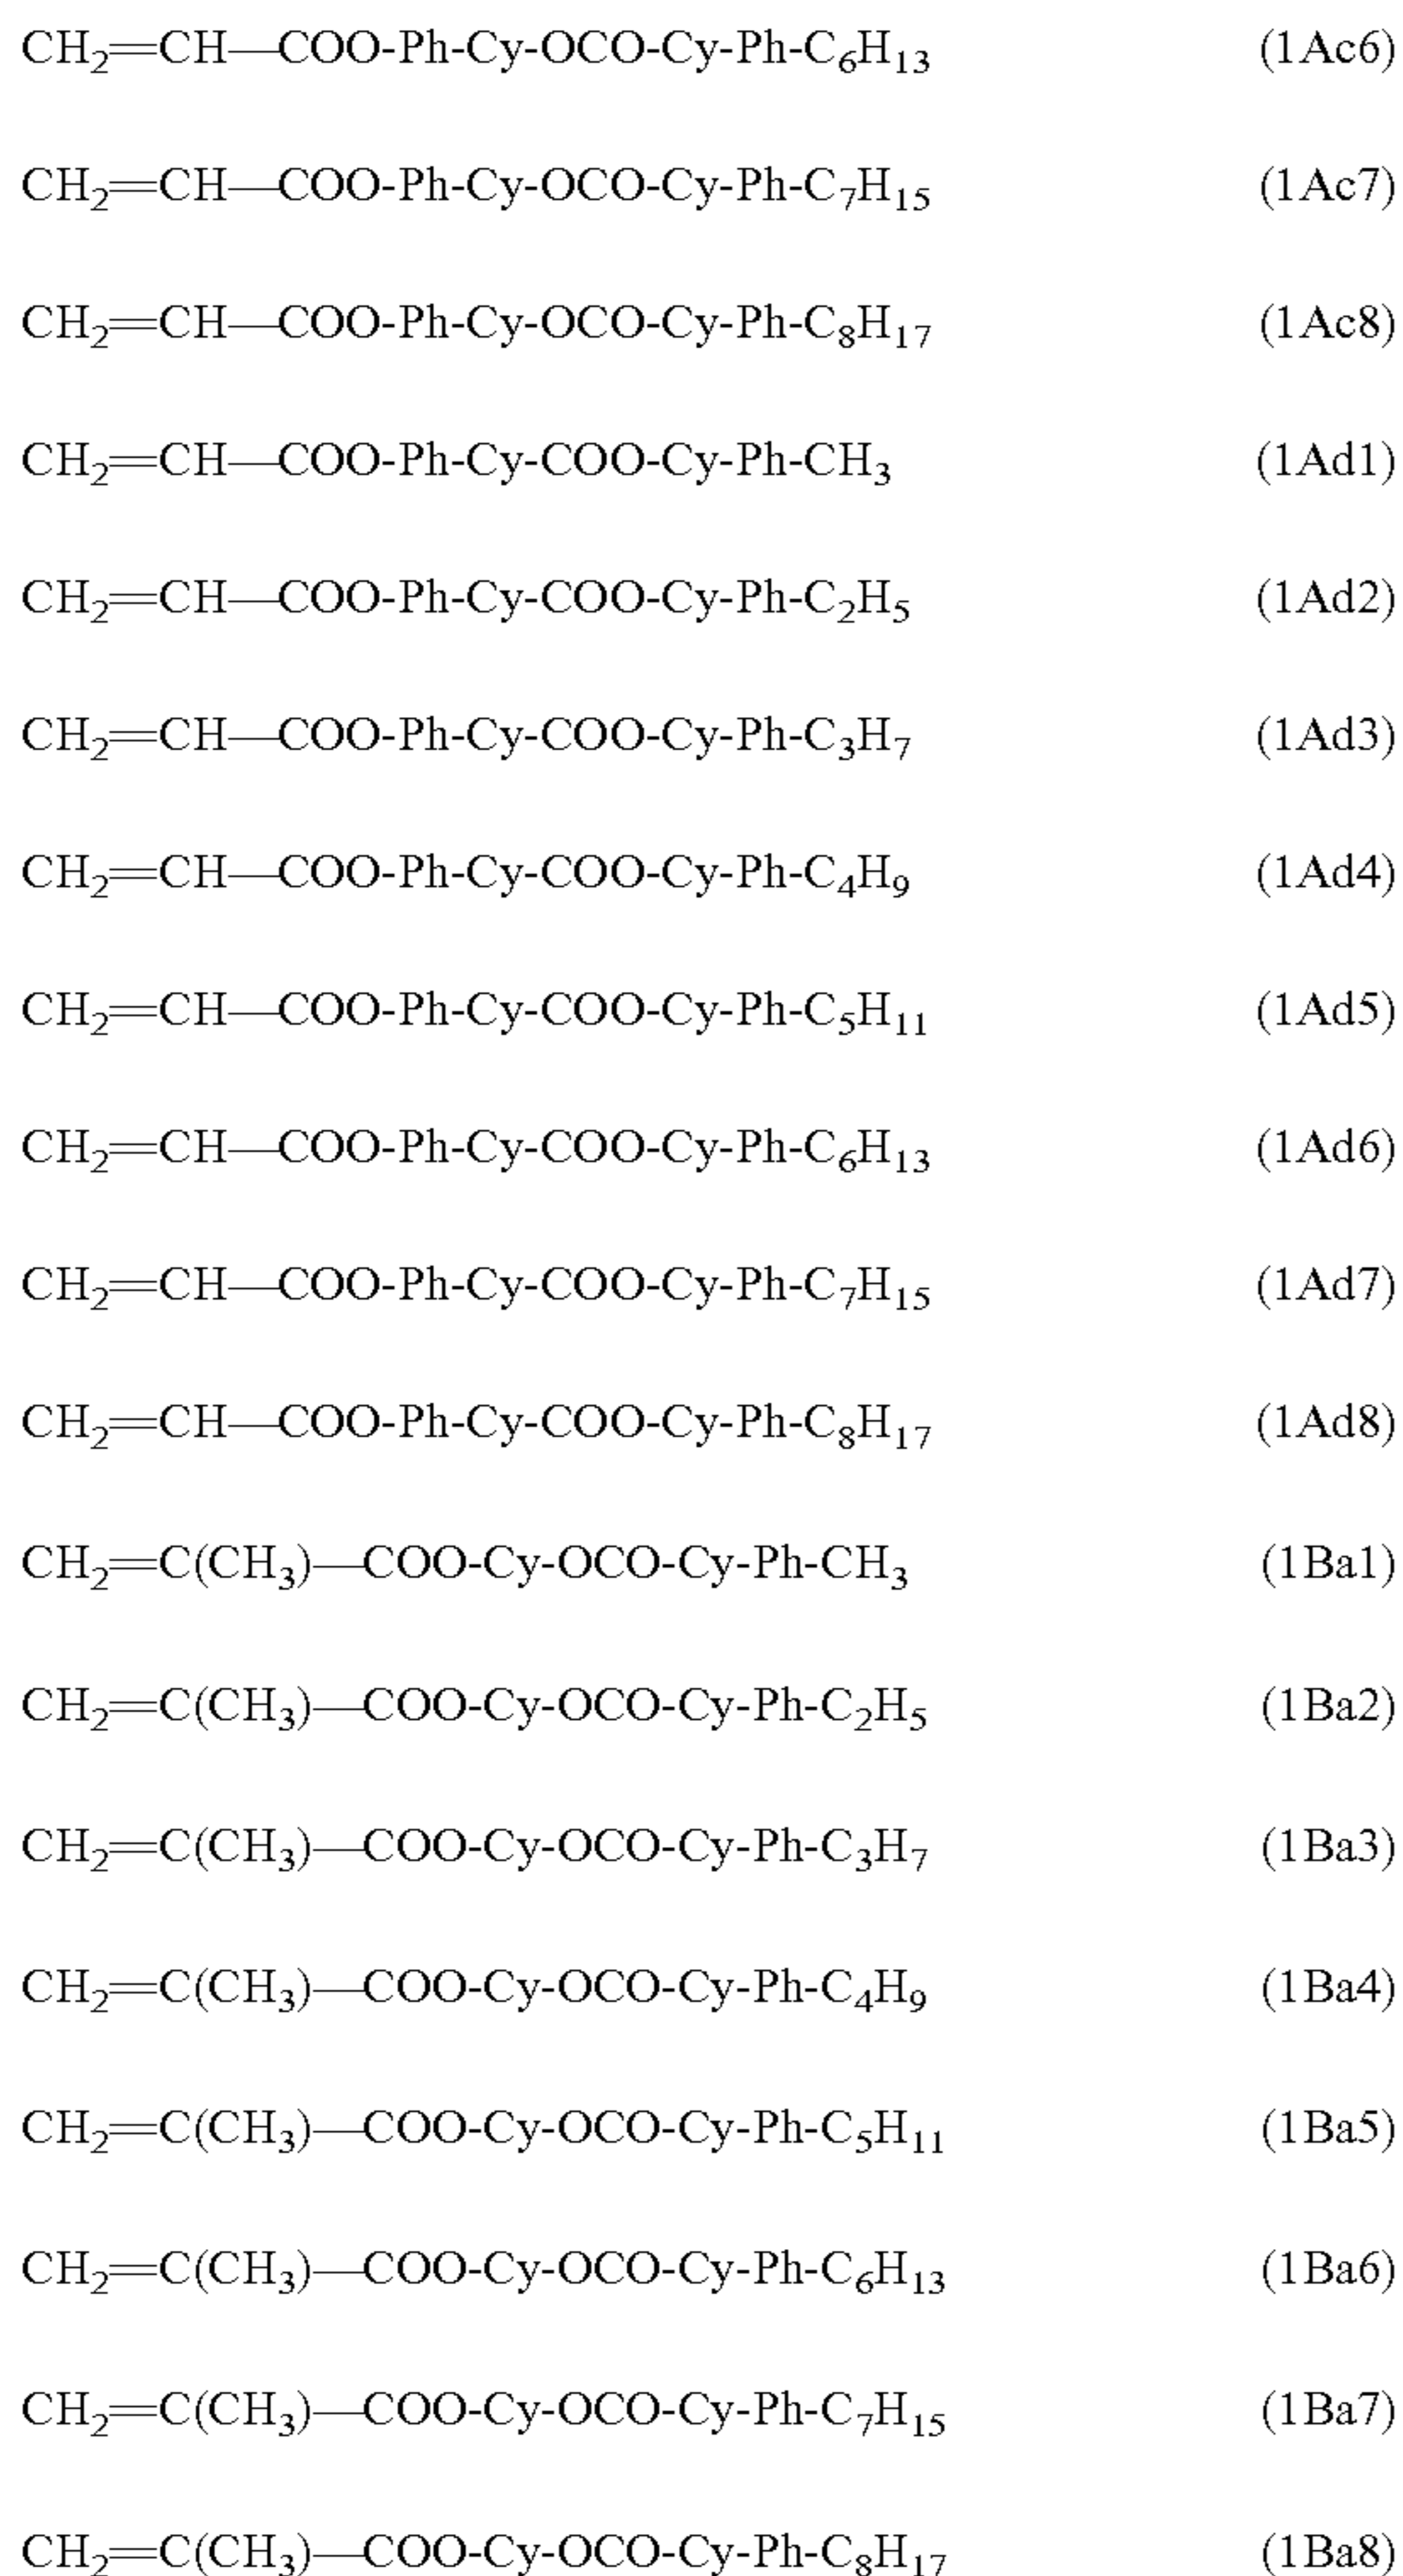 CH₂=CH—COO-Ph-Cy-OCO-Cy-Ph-C₆H₁₃ (1Ac6)
CH₂=CH—COO-Ph-Cy-OCO-Cy-Ph-C₇H₁₅ (1Ac7)
CH₂=CH—COO-Ph-Cy-OCO-Cy-Ph-C₈H₁₇ (1Ac8)
CH₂=CH—COO-Ph-Cy-COO-Cy-Ph-CH₃ (1Ad1)
CH₂=CH—COO-Ph-Cy-COO-Cy-Ph-C₂H₅ (1Ad2)
CH₂=CH—COO-Ph-Cy-COO-Cy-Ph-C₃H₇ (1Ad3)
CH₂=CH—COO-Ph-Cy-COO-Cy-Ph-C₄H₉ (1Ad4)
CH₂=CH—COO-Ph-Cy-COO-Cy-Ph-C₅H₁₁ (1Ad5)
CH₂=CH—COO-Ph-Cy-COO-Cy-Ph-C₆H₁₃ (1Ad6)
CH₂=CH—COO-Ph-Cy-COO-Cy-Ph-C₇H₁₅ (1Ad7)
CH₂=CH—COO-Ph-Cy-COO-Cy-Ph-C₈H₁₇ (1Ad8)
CH₂=C(CH₃)—COO-Cy-OCO-Cy-Ph-CH₃ (1Ba1)
CH₂=C(CH₃)—COO-Cy-OCO-Cy-Ph-C₂H₅ (1Ba2)
CH₂=C(CH₃)—COO-Cy-OCO-Cy-Ph-C₃H₇ (1Ba3)
CH₂=C(CH₃)—COO-Cy-OCO-Cy-Ph-C₄H₉ (1Ba4)
CH₂=C(CH₃)—COO-Cy-OCO-Cy-Ph-C₅H₁₁ (1Ba5)
CH₂=C(CH₃)—COO-Cy-OCO-Cy-Ph-C₆H₁₃ (1Ba6)
CH₂=C(CH₃)—COO-Cy-OCO-Cy-Ph-C₇H₁₅ (1Ba7)
CH₂=C(CH₃)—COO-Cy-OCO-Cy-Ph-C₈H₁₇ (1Ba8)